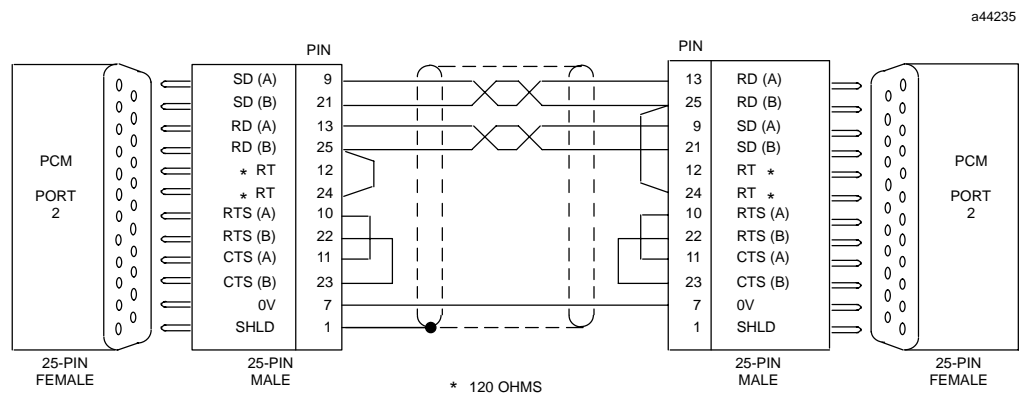 a44235
PIN
PIN
SD (A) 9
SD (B) 21
RD (A) 13
RD (B) 25
* RT 12
* RT 24
RTS (A) 10
RTS (B) 22
CTS (A) 11
CTS (B) 23
0V 7
SHLD 1
13 RD (A)
25 RD (B)
9 SD (A)
21 SD (B)
12 RT *
24 RT *
10 RTS (A)
22 RTS (B)
11 CTS (A)
23 CTS (B)
7 0V
1 SHLD
PCM
PORT
2
PCM
PORT
2
25-PIN
FEMALE
25-PIN
MALE
* 120 OHMS
25-PIN
MALE
25-PIN
FEMALE